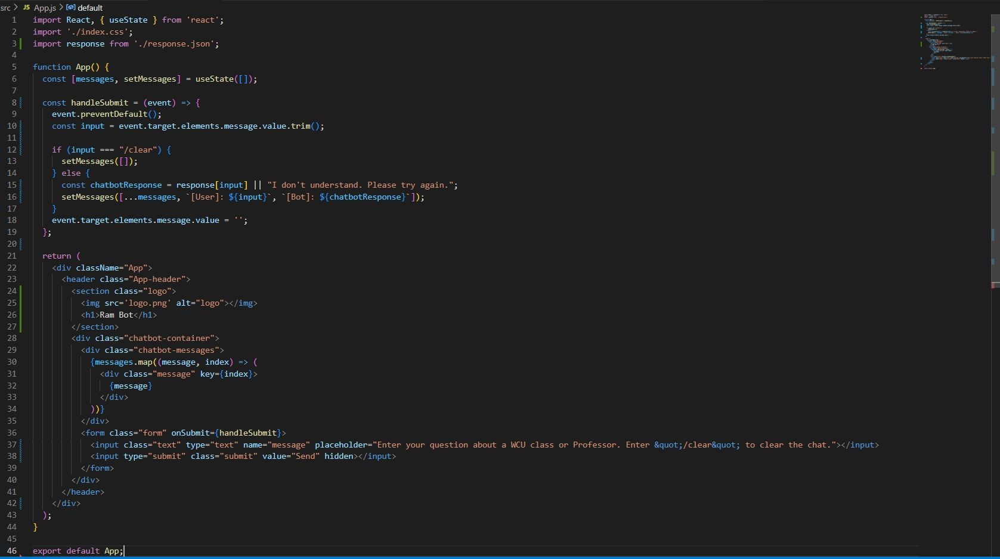 src > JS App.js > default
1 import React, { useState } from 'react';
2 import './index.css';
3 import response from './response.json';
4
5 function App() {
6   const [messages, setMessages] = useState([]);
7
8   const handleSubmit = (event) => {
9     event.preventDefault();
10     const input = event.target.elements.message.value.trim();
11
12     if (input === "/clear") {
13       setMessages([]);
14     } else {
15       const chatbotResponse = response[input] || "I don't understand. Please try again.";
16       setMessages([...messages, `[User]: ${input}`, `[Bot]: ${chatbotResponse}`]);
17     }
18     event.target.elements.message.value = '';
19   };
20
21   return (
22     <div className="App">
23       <header class="App-header">
24         <section class="logo">
25           <img src='logo.png' alt="logo"></img>
26           <h1>Ram Bot</h1>
27         </section>
28         <div class="chatbot-container">
29           <div class="chatbot-messages">
30             {messages.map((message, index) => (
31               <div class="message" key={index}>
32                 {message}
33               </div>
34             ))}
35           </div>
36           <form class="form" onSubmit={handleSubmit}>
37             <input class="text" type="text" name="message" placeholder="Enter your question about a WCU class or Professor. Enter &quot;/clear&quot; to clear the chat."></input>
38             <input type="submit" class="submit" value="Send" hidden></input>
39           </form>
40         </div>
41       </header>
42     </div>
43   );
44 }
45
46 export default App;